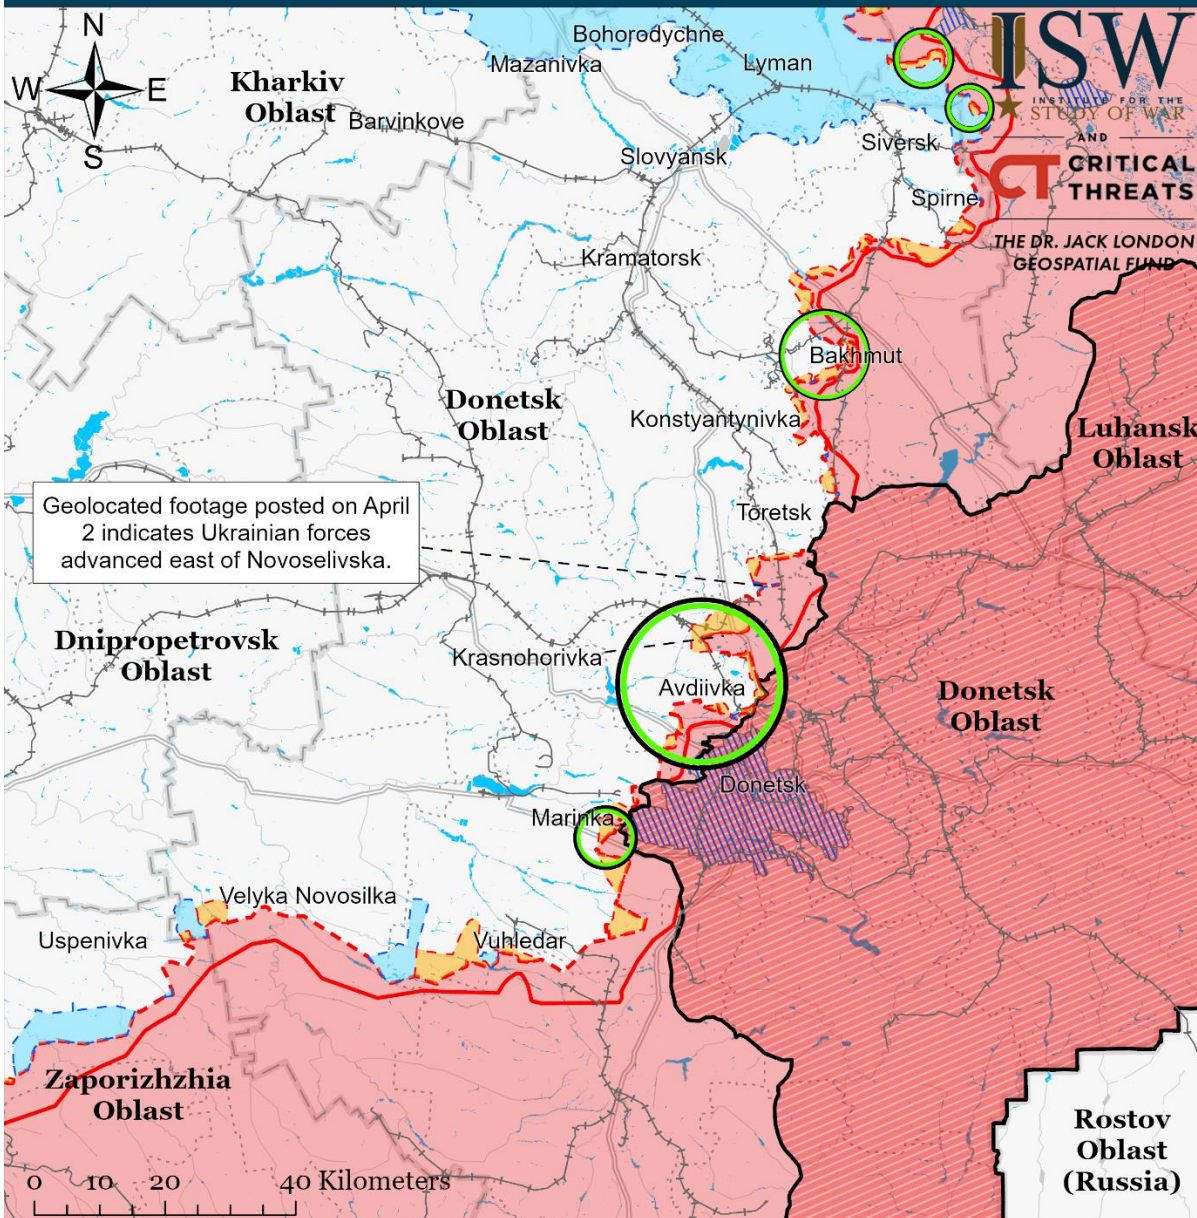 N
W E
S
Bohorodychne
Mazanivka
Lyman
Kharkiv
Oblast
Barvinkove
ISW
INSTITUTE FOR THE
STUDY OF WAR
AND
CT CRITICAL
THREATS
THE DR. JACK LONDON
GEOSPATIAL FUND
Slovyansk
Siversk
Spirne
Kramatorsk
Bakhmut
Donetsk
Oblast
Konstyantynivka
Luhansk
Oblast
Geolocated footage posted on April
2 indicates Ukrainian forces
advanced east of Novoselivska.
Toretsk
Dnipropetrovsk
Oblast
Krasnohorivka
Avdiivka
Donetsk
Oblast
Donetsk
Marinka
Velyka Novosilka
Uspenivka
Vuhledar
Zaporizhzhia
Oblast
Rostov
Oblast
(Russia)
0 10 20 40 Kilometers